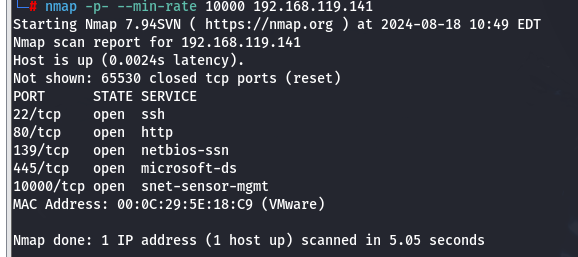 └─# nmap -p- --min-rate 10000 192.168.119.141
Starting Nmap 7.94SVN ( https://nmap.org ) at 2024-08-18 10:49 EDT
Nmap scan report for 192.168.119.141
Host is up (0.0024s latency).
Not shown: 65530 closed tcp ports (reset)
PORT      STATE SERVICE
22/tcp    open  ssh
80/tcp    open  http
139/tcp   open  netbios-ssn
445/tcp   open  microsoft-ds
10000/tcp open  snet-sensor-mgmt
MAC Address: 00:0C:29:5E:18:C9 (VMware)

Nmap done: 1 IP address (1 host up) scanned in 5.05 seconds